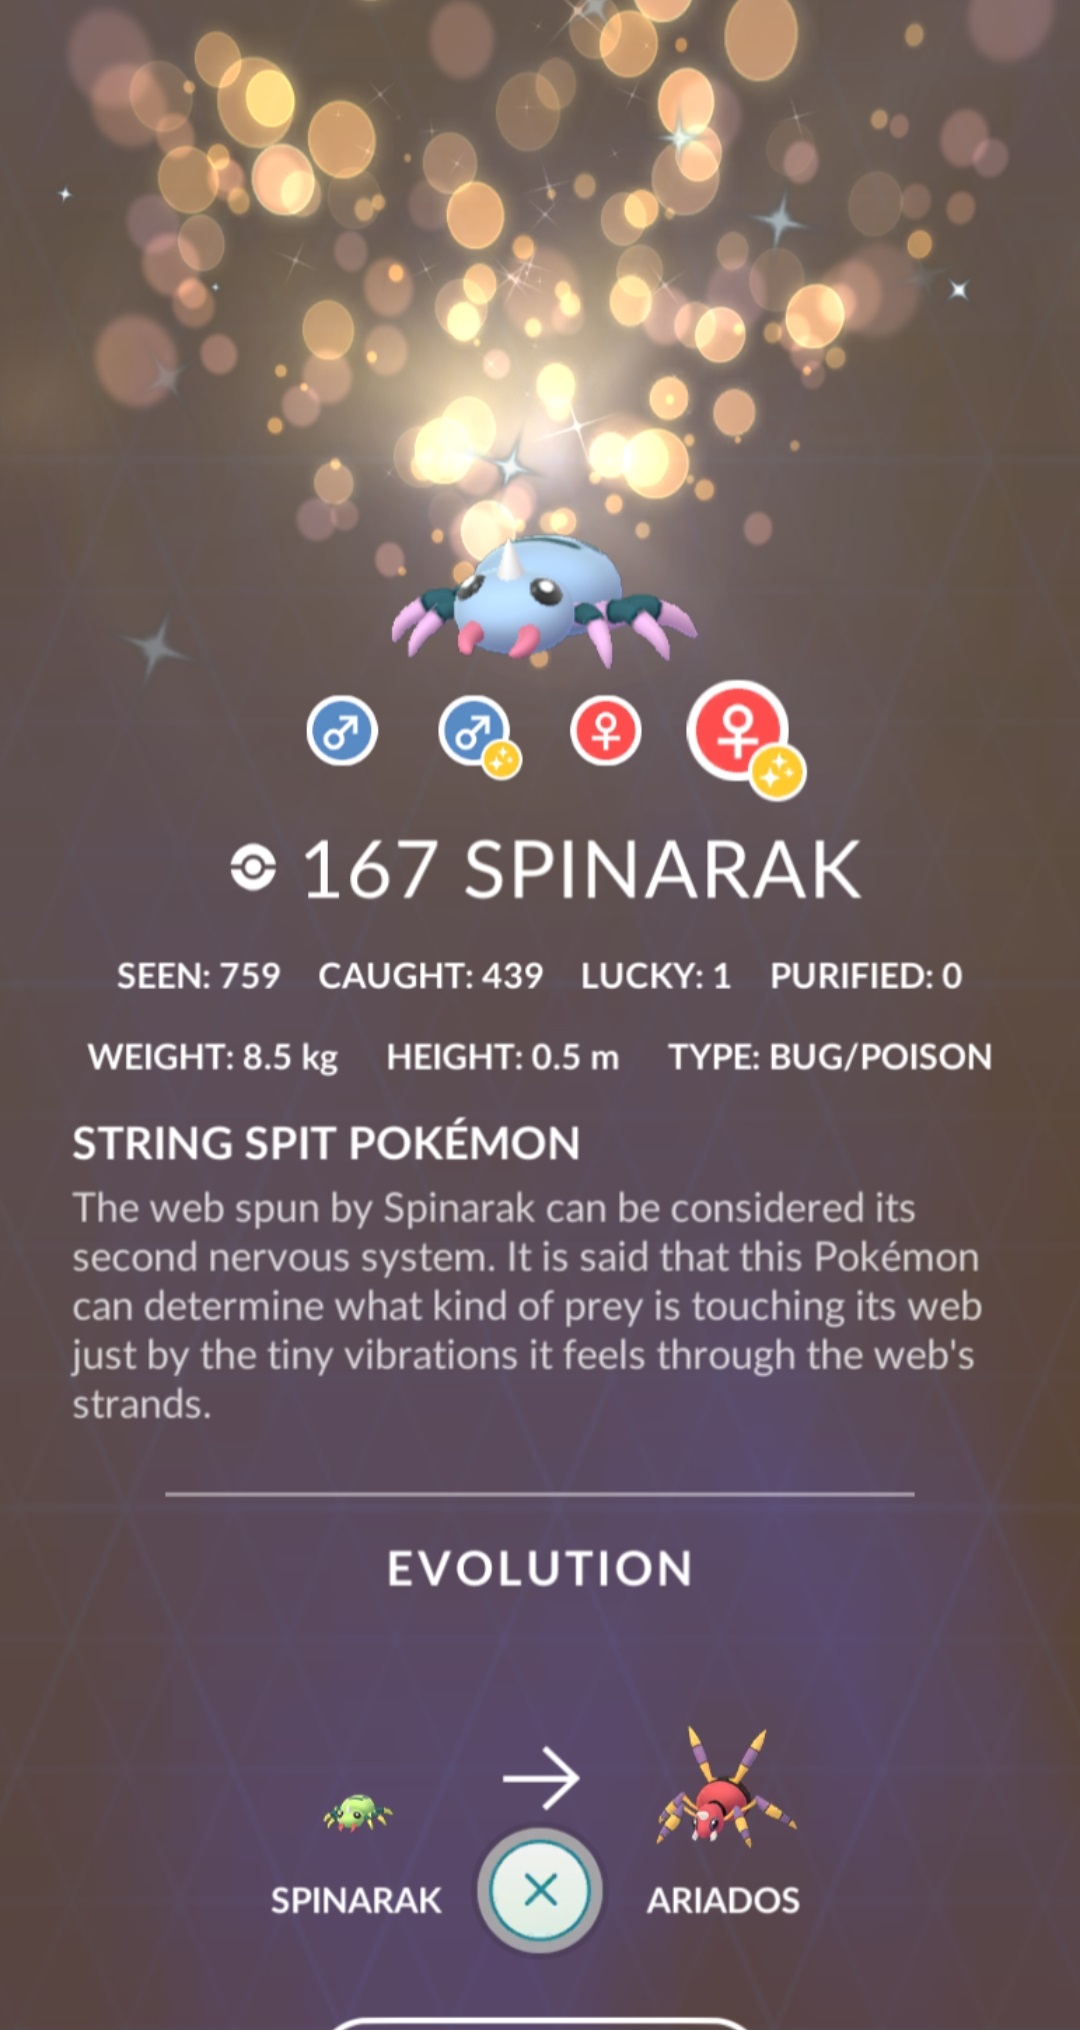 167 SPINARAK
SEEN: 759 CAUGHT: 439 LUCKY: 1 PURIFIED: 0
WEIGHT: 8.5 kg HEIGHT: 0.5 m TYPE: BUG/POISON
STRING SPIT POKÉMON
The web spun by Spinarak can be considered its
second nervous system. It is said that this Pokémon
can determine what kind of prey is touching its web
just by the tiny vibrations it feels through the web's
strands.
EVOLUTION
SPINARAK ARIADOS